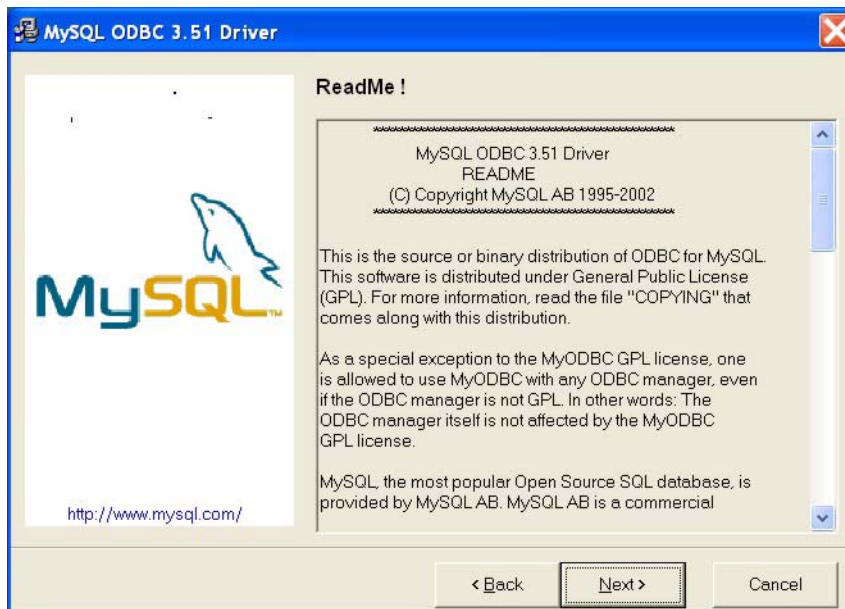 MySQL ODBC 3.51 Driver
ReadMe !
**************************************************
MySQL ODBC 3.51 Driver
README
(C) Copyright MySQL AB 1995-2002
**************************************************
This is the source or binary distribution of ODBC for MySQL.
This software is distributed under General Public License
(GPL). For more information, read the file "COPYING" that
comes along with this distribution.
As a special exception to the MyODBC GPL license, one
is allowed to use MyODBC with any ODBC manager, even
if the ODBC manager is not GPL. In other words: The
ODBC manager itself is not affected by the MyODBC
GPL license.
MySQL, the most popular Open Source SQL database, is
provided by MySQL AB. MySQL AB is a commercial
MySQL™
http://www.mysql.com/
< Back
Next >
Cancel